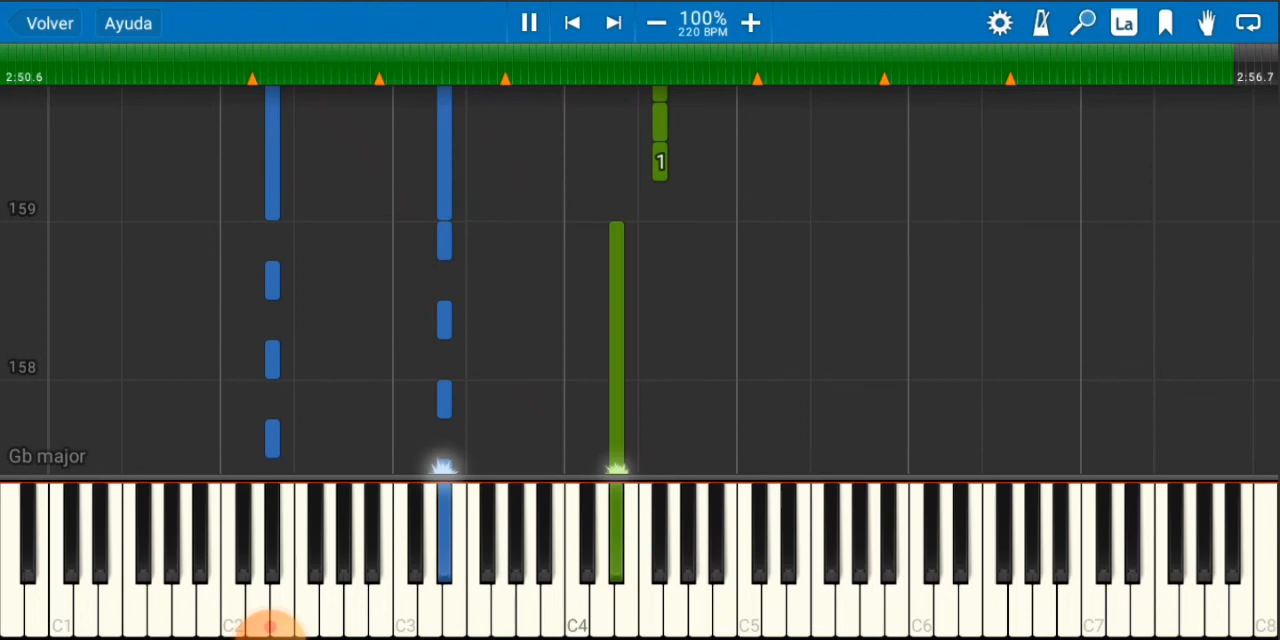 Volver Ayuda 100% La
220 BPM
2:50.6 2:56.7
1
159
158
Gb major
C1 C2 C3 C4 C5 C6 C7 C8